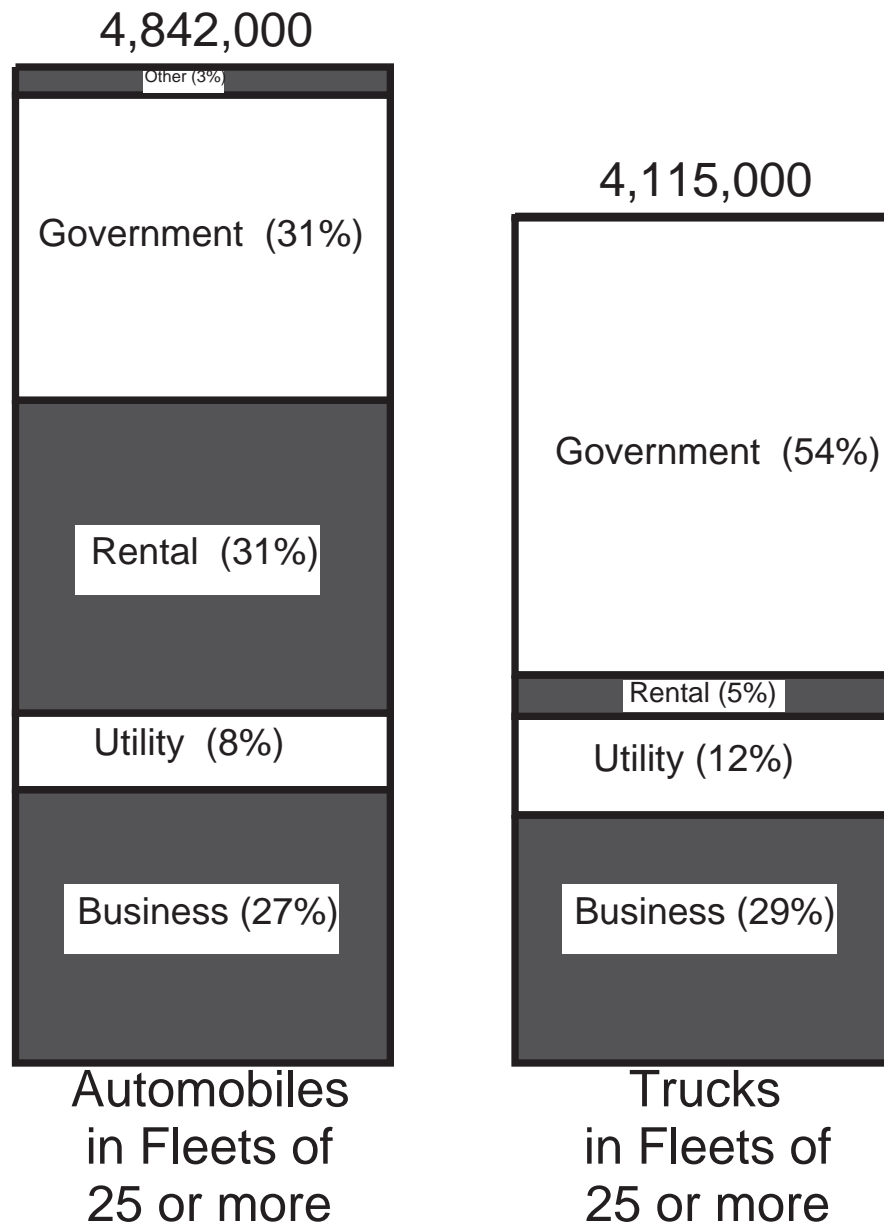 4,842,000
Other (3%)
Government (31%)
Rental (31%)
Utility (8%)
Business (27%)
Automobiles
in Fleets of
25 or more
4,115,000
Government (54%)
Rental (5%)
Utility (12%)
Business (29%)
Trucks
in Fleets of
25 or more